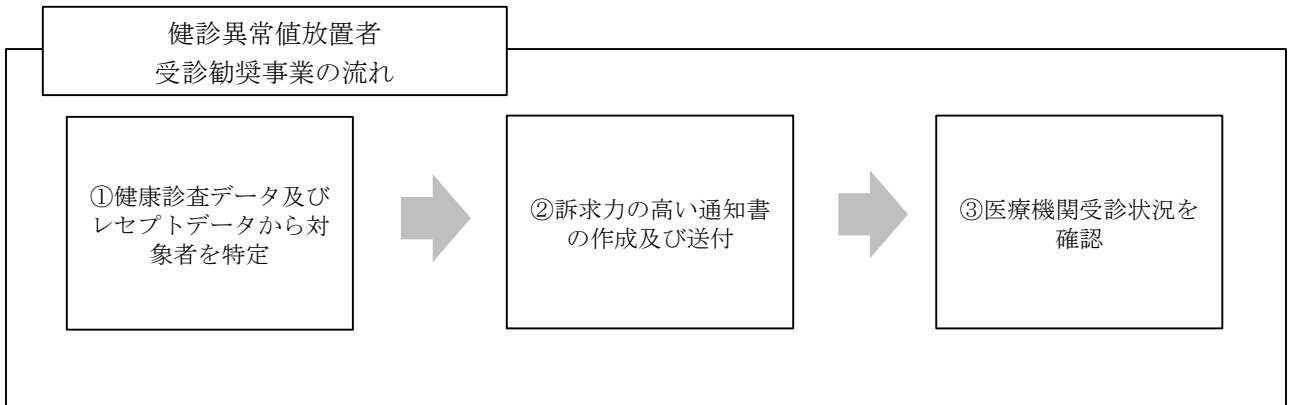 健診異常値放置者
受診勧奨事業の流れ
①健康診査データ及び
レセプトデータから対
象者を特定
②訴求力の高い通知書
の作成及び送付
③医療機関受診状況を
確認